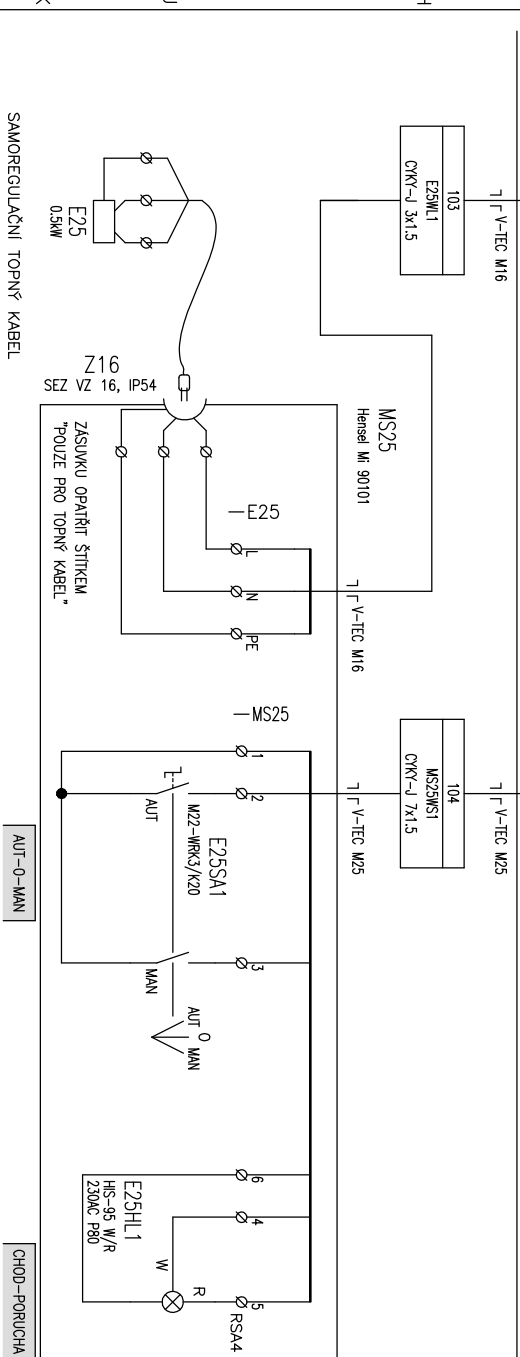 103
E25WL1
CYKY-J 3x1.5
V-TEC M16
E25
0.5kW
SAMOREGULAČNÍ TOPNÝ KABEL
Z16
SEZ VZ 16, IP54
ZÁSUVKU OPATŘIT ŠTÍTKEM
"POUZE PRO TOPNÝ KABEL"
MS25
Hensel Mi 90101
-E25
L
N
PE
V-TEC M16
104
MS25WS1
CYKY-J 7x1.5
V-TEC M25
V-TEC M25
-MS25
1
2
3
AUT
E25SA1
M22-WRK3/K20
MAN
AUT
O
MAN
AUT-O-MAN
6
4
5
RSA4
E25HL1
HIS-95 W/R
230AC P80
W
R
CHOD-PORUCHA